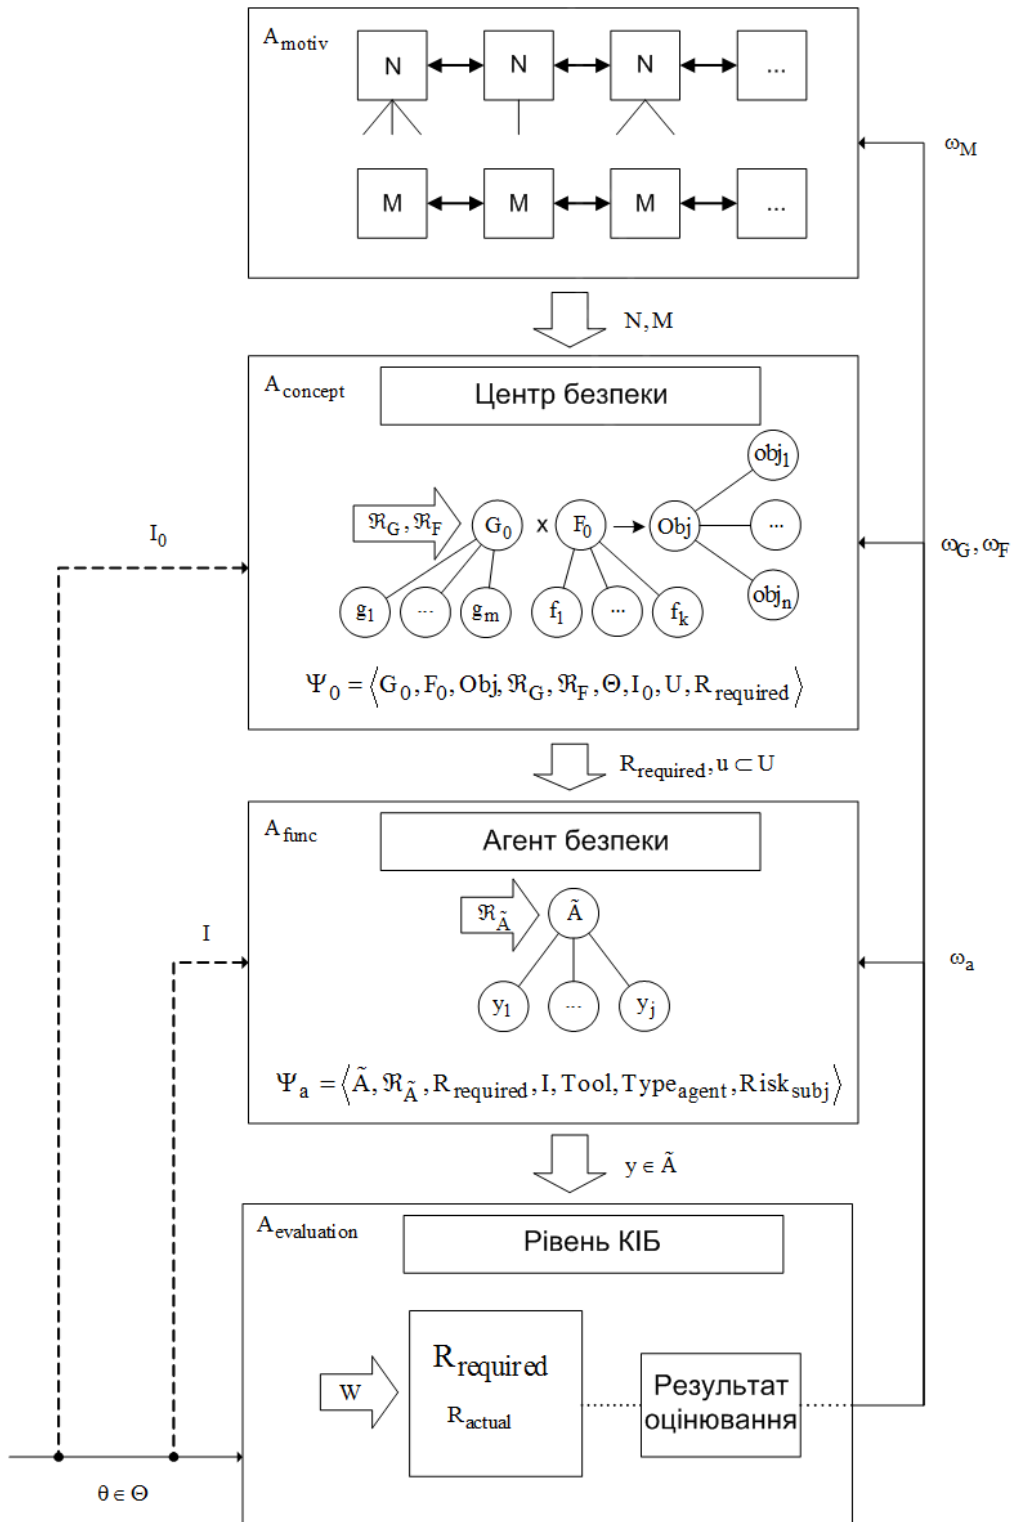 A_motiv
N N N ...
ω_M
M M M ...
N, M
A_concept
Центр безпеки
obj_1
I_0
ℜ_G, ℜ_F G_0 x F_0 Obj ...
ω_G, ω_F
obj_n
g_1 ... g_m f_1 ... f_k
Ψ_0 = ⟨G_0, F_0, Obj, ℜ_G, ℜ_F, Θ, I_0, U, R_required⟩
R_required, u ⊂ U
A_func
Агент безпеки
ℜ_Ã Ã
I
ω_a
y_1 ... y_j
Ψ_a = ⟨Ã, ℜ_Ã, R_required, I, Tool, Type_agent, Risk_subj⟩
y ∈ Ã
A_evaluation
Рівень КІБ
R_required
W
R_actual
Результат
оцінювання
θ ∈ Θ